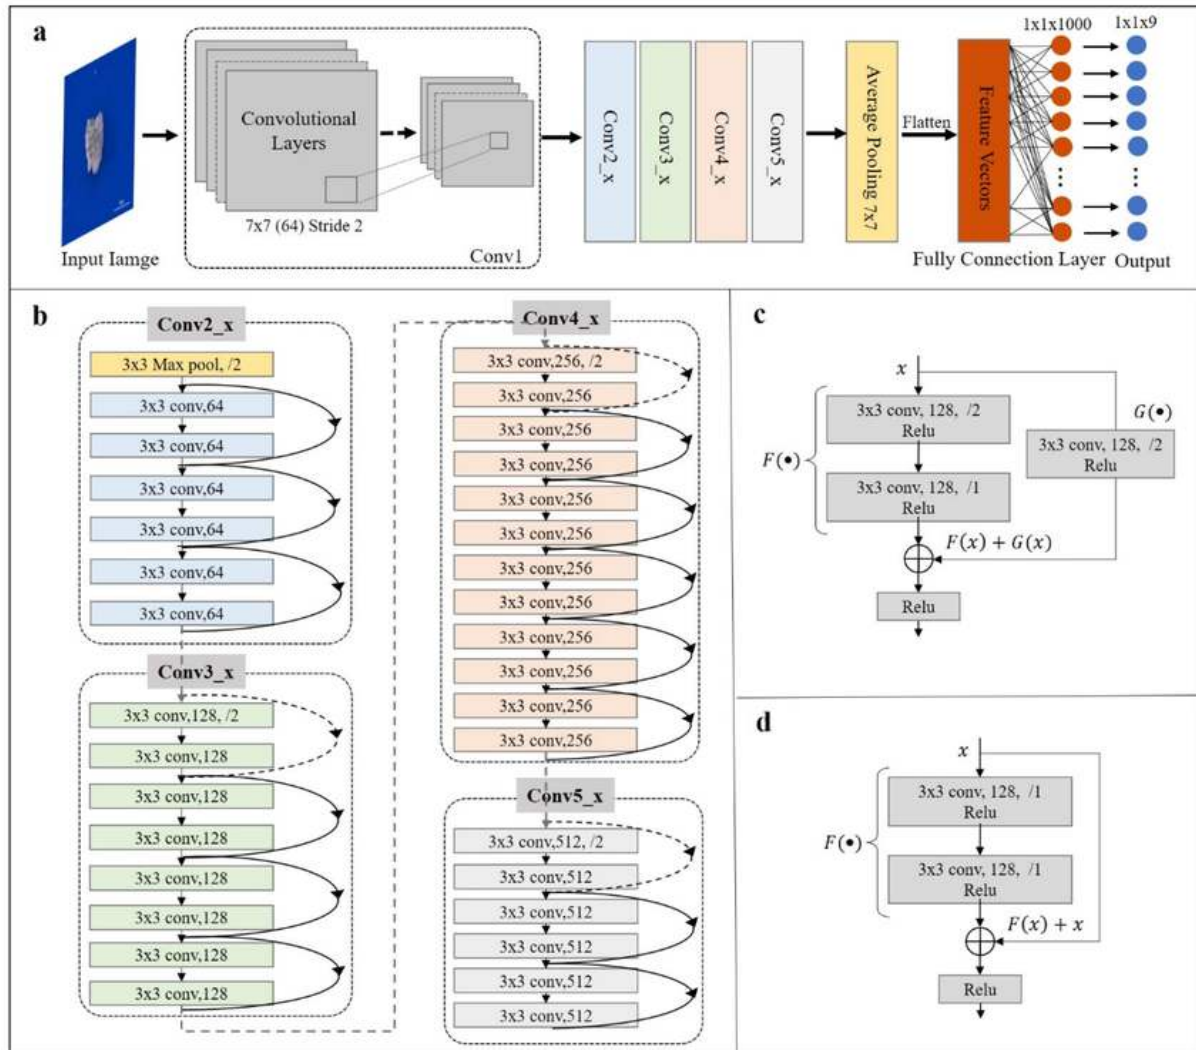 a
Convolutional
Layers
7x7 (64) Stride 2
Conv1
Input Iamge
Conv2_x
Conv3_x
Conv4_x
Conv5_x
Average Pooling 7x7
Flatten
Feature Vectors
1x1x1000
1x1x9
Fully Connection Layer
Output
b
Conv2_x
3x3 Max pool, /2
3x3 conv,64
3x3 conv,64
3x3 conv,64
3x3 conv,64
3x3 conv,64
3x3 conv,64
Conv3_x
3x3 conv,128, /2
3x3 conv,128
3x3 conv,128
3x3 conv,128
3x3 conv,128
3x3 conv,128
3x3 conv,128
3x3 conv,128
Conv4_x
3x3 conv,256, /2
3x3 conv,256
3x3 conv,256
3x3 conv,256
3x3 conv,256
3x3 conv,256
3x3 conv,256
3x3 conv,256
3x3 conv,256
3x3 conv,256
3x3 conv,256
3x3 conv,256
Conv5_x
3x3 conv,512, /2
3x3 conv,512
3x3 conv,512
3x3 conv,512
3x3 conv,512
3x3 conv,512
c
x
F(•)
3x3 conv, 128, /2
Relu
3x3 conv, 128, /1
Relu
G(•)
3x3 conv, 128, /2
Relu
F(x) + G(x)
Relu
d
x
F(•)
3x3 conv, 128, /1
Relu
3x3 conv, 128, /1
Relu
F(x) + x
Relu